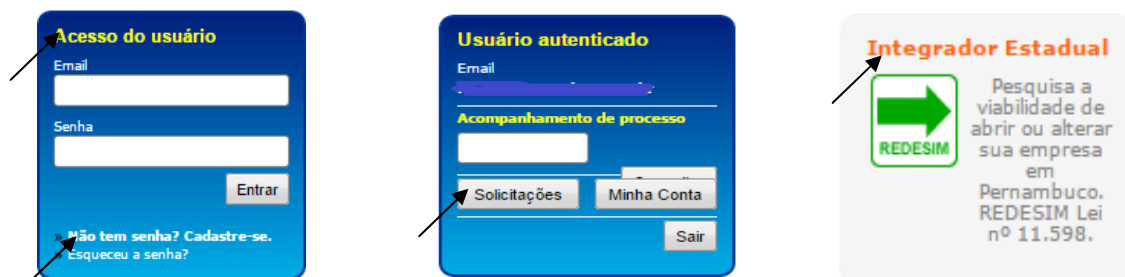 Acesso do usuário
Email
Senha
Entrar
» Não tem senha? Cadastre-se.
» Esqueceu a senha?
Usuário autenticado
Email
Acompanhamento de processo
Solicitações
Minha Conta
Sair
Integrador Estadual
REDESIM
Pesquisa a
viabilidade de
abrir ou alterar
sua empresa
em
Pernambuco.
REDESIM Lei
nº 11.598.